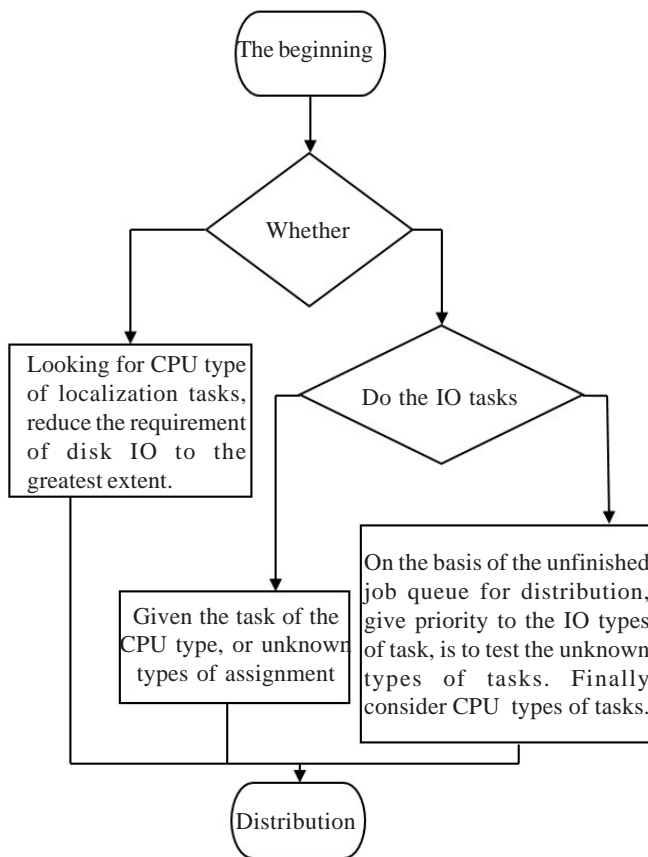 The beginning
Whether
Looking for CPU type
of localization tasks,
reduce the requirement
of disk IO to the
greatest extent.
Do the IO tasks
Given the task of the
CPU type, or unknown
types of assignment
On the basis of the unfinished
job queue for distribution,
give priority to the IO types
of task, is to test the unknown
types of tasks. Finally
consider CPU types of tasks.
Distribution